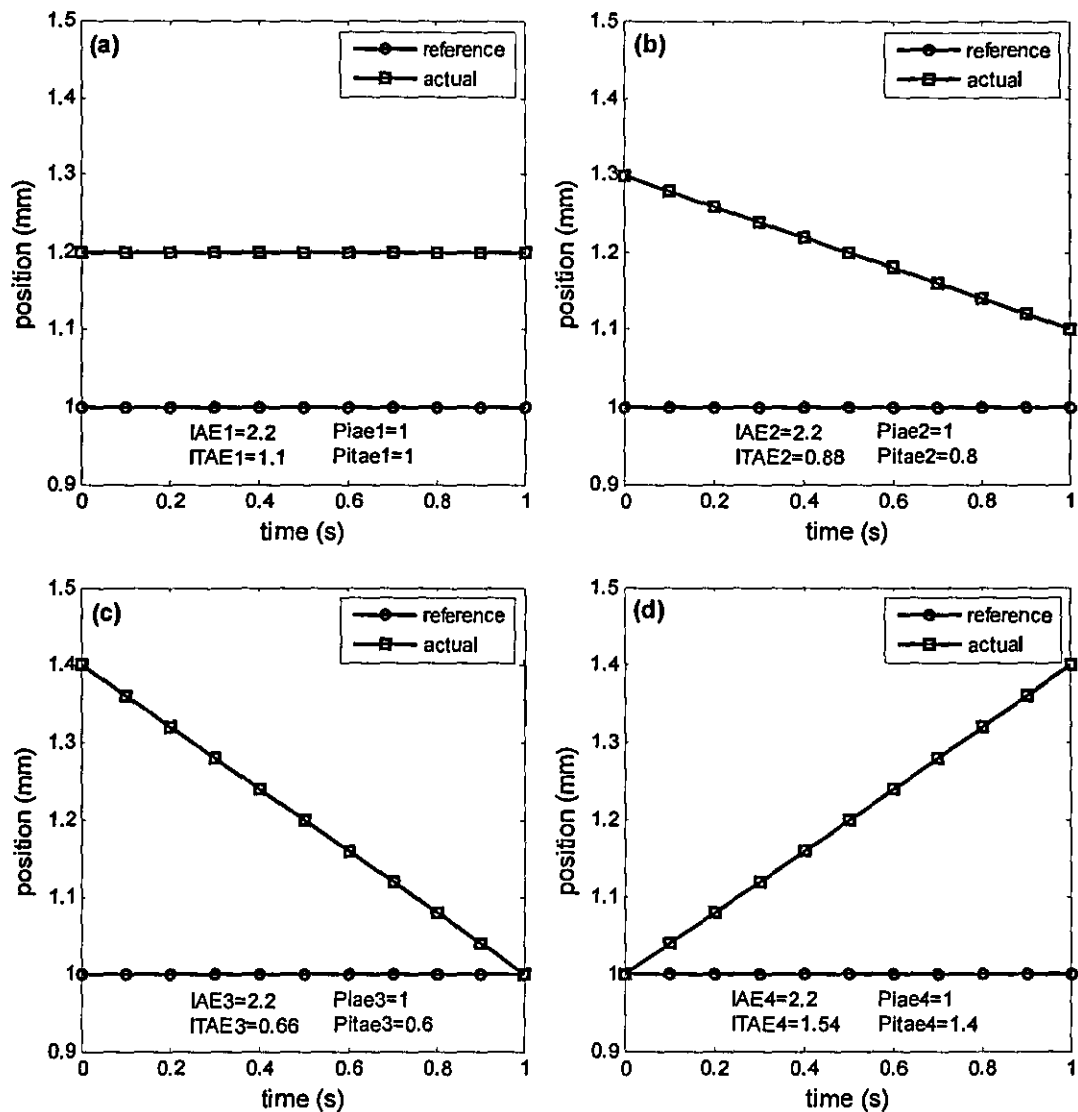 (a)
reference
actual
1.5
1.4
1.3
1.2
1.1
1
0.9
position (mm)
IAE1=2.2 Piae1=1
ITAE1=1.1 Pitae1=1
0 0.2 0.4 0.6 0.8 1
time (s)
(b)
reference
actual
1.5
1.4
1.3
1.2
1.1
1
0.9
position (mm)
IAE2=2.2 Piae2=1
ITAE2=0.88 Pitae2=0.8
0 0.2 0.4 0.6 0.8 1
time (s)
(c)
reference
actual
1.5
1.4
1.3
1.2
1.1
1
0.9
position (mm)
IAE3=2.2 Piae3=1
ITAE3=0.66 Pitae3=0.6
0 0.2 0.4 0.6 0.8 1
time (s)
(d)
reference
actual
1.5
1.4
1.3
1.2
1.1
1
0.9
position (mm)
IAE4=2.2 Piae4=1
ITAE4=1.54 Pitae4=1.4
0 0.2 0.4 0.6 0.8 1
time (s)